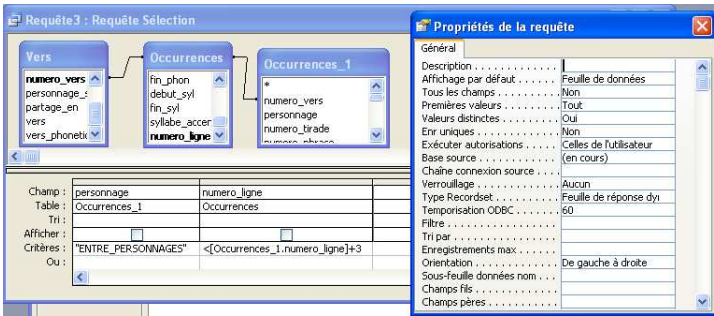 Requête3 : Requête Sélection
Vers
numero_vers
personnage_s
partage_en
vers
vers_phonetic
Occurrences
fin_phon
debut_syl
fin_syl
syllabe_accer
numero_ligne
Occurrences_1
*
numero_vers
personnage
numero_tirade
numero_phrase
Champ : personnage numero_ligne
Table : Occurrences_1 Occurrences
Tri :
Afficher :
Critères : "ENTRE_PERSONNAGES" <[Occurrences_1.numero_ligne]+3
Ou :
Propriétés de la requête
Général
Description . . . . . . . . . . . . .
Affichage par défaut . . . . . . Feuille de données
Tous les champs . . . . . . . . . . Non
Premières valeurs . . . . . . . . . Tout
Valeurs distinctes . . . . . . . . . Oui
Enr uniques . . . . . . . . . . . . . Non
Exécuter autorisations . . . . . Celles de l'utilisateur
Base source . . . . . . . . . . . . . (en cours)
Chaîne connexion source . . . .
Verrouillage . . . . . . . . . . . . . Aucun
Type Recordset . . . . . . . . . . . Feuille de réponse dyi
Temporisation ODBC . . . . . . . 60
Filtre . . . . . . . . . . . . . . . . . .
Tri par . . . . . . . . . . . . . . . . .
Enregistrements max . . . . . .
Orientation . . . . . . . . . . . . . De gauche à droite
Sous-feuille données nom . . .
Champs fils . . . . . . . . . . . . .
Champs pères . . . . . . . . . . .